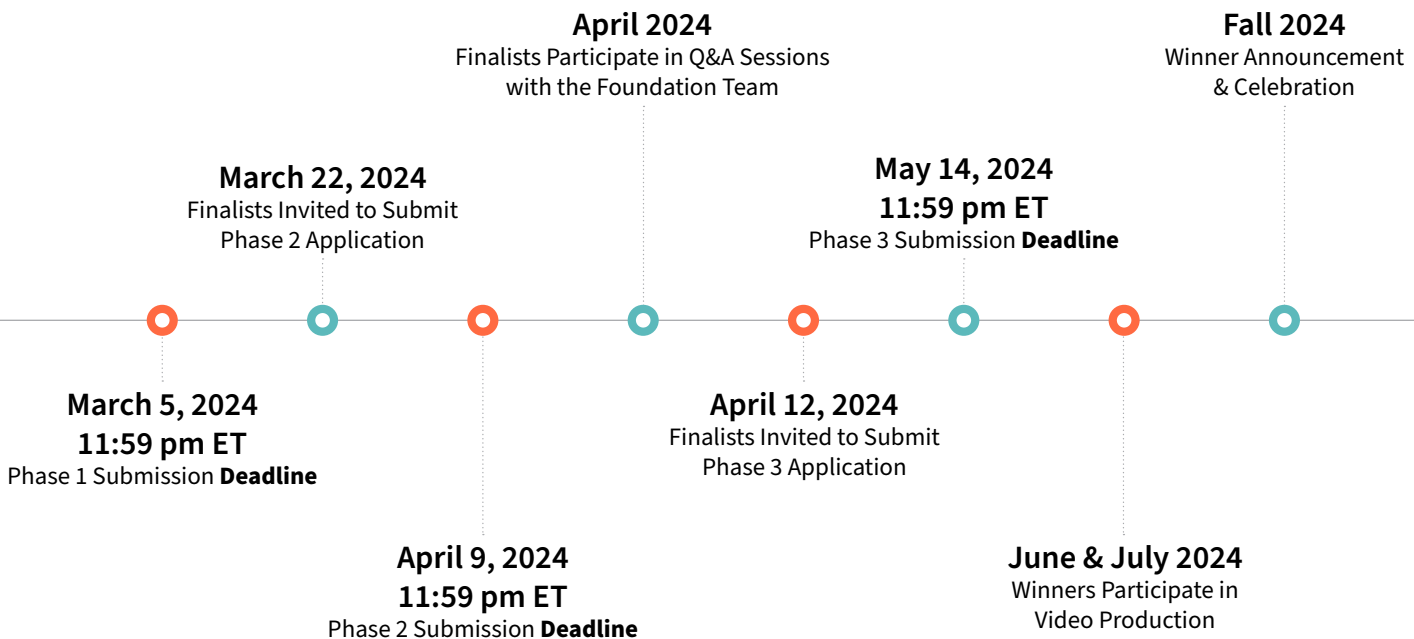 March 5, 2024
11:59 pm ET
Phase 1 Submission Deadline
March 22, 2024
Finalists Invited to Submit
Phase 2 Application
April 9, 2024
11:59 pm ET
Phase 2 Submission Deadline
April 2024
Finalists Participate in Q&A Sessions
with the Foundation Team
April 12, 2024
Finalists Invited to Submit
Phase 3 Application
May 14, 2024
11:59 pm ET
Phase 3 Submission Deadline
June & July 2024
Winners Participate in
Video Production
Fall 2024
Winner Announcement
& Celebration